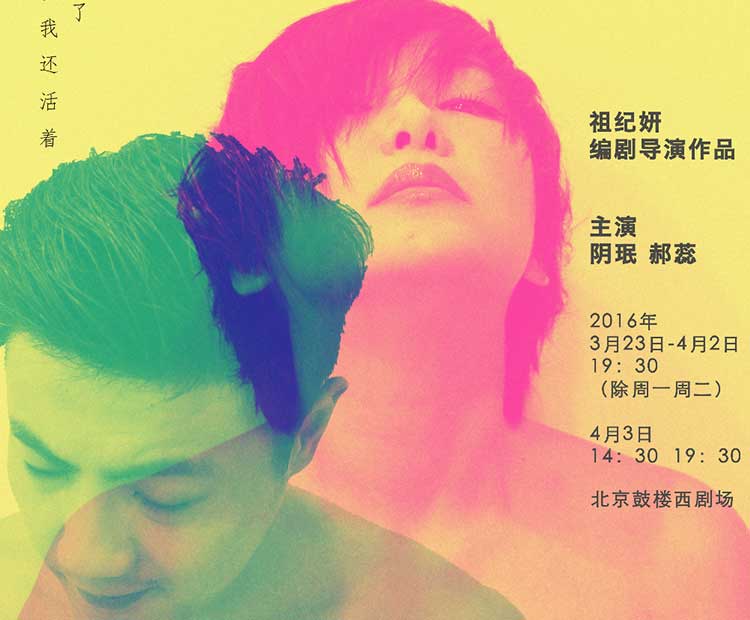 了
我还活着
祖纪妍
编剧导演作品
主演
阴珉 郝蕊
2016年
3月23日-4月2日
19：30
（除周一周二）
4月3日
14：30 19：30
北京鼓楼西剧场